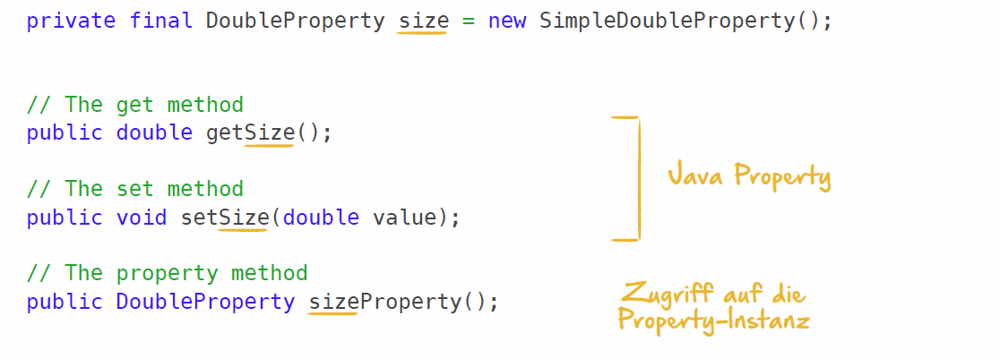 private final DoubleProperty size = new SimpleDoubleProperty();
// The get method
public double getSize();
// The set method
public void setSize(double value);
Java Property
// The property method
public DoubleProperty sizeProperty();
Zugriff auf die
Property-Instanz